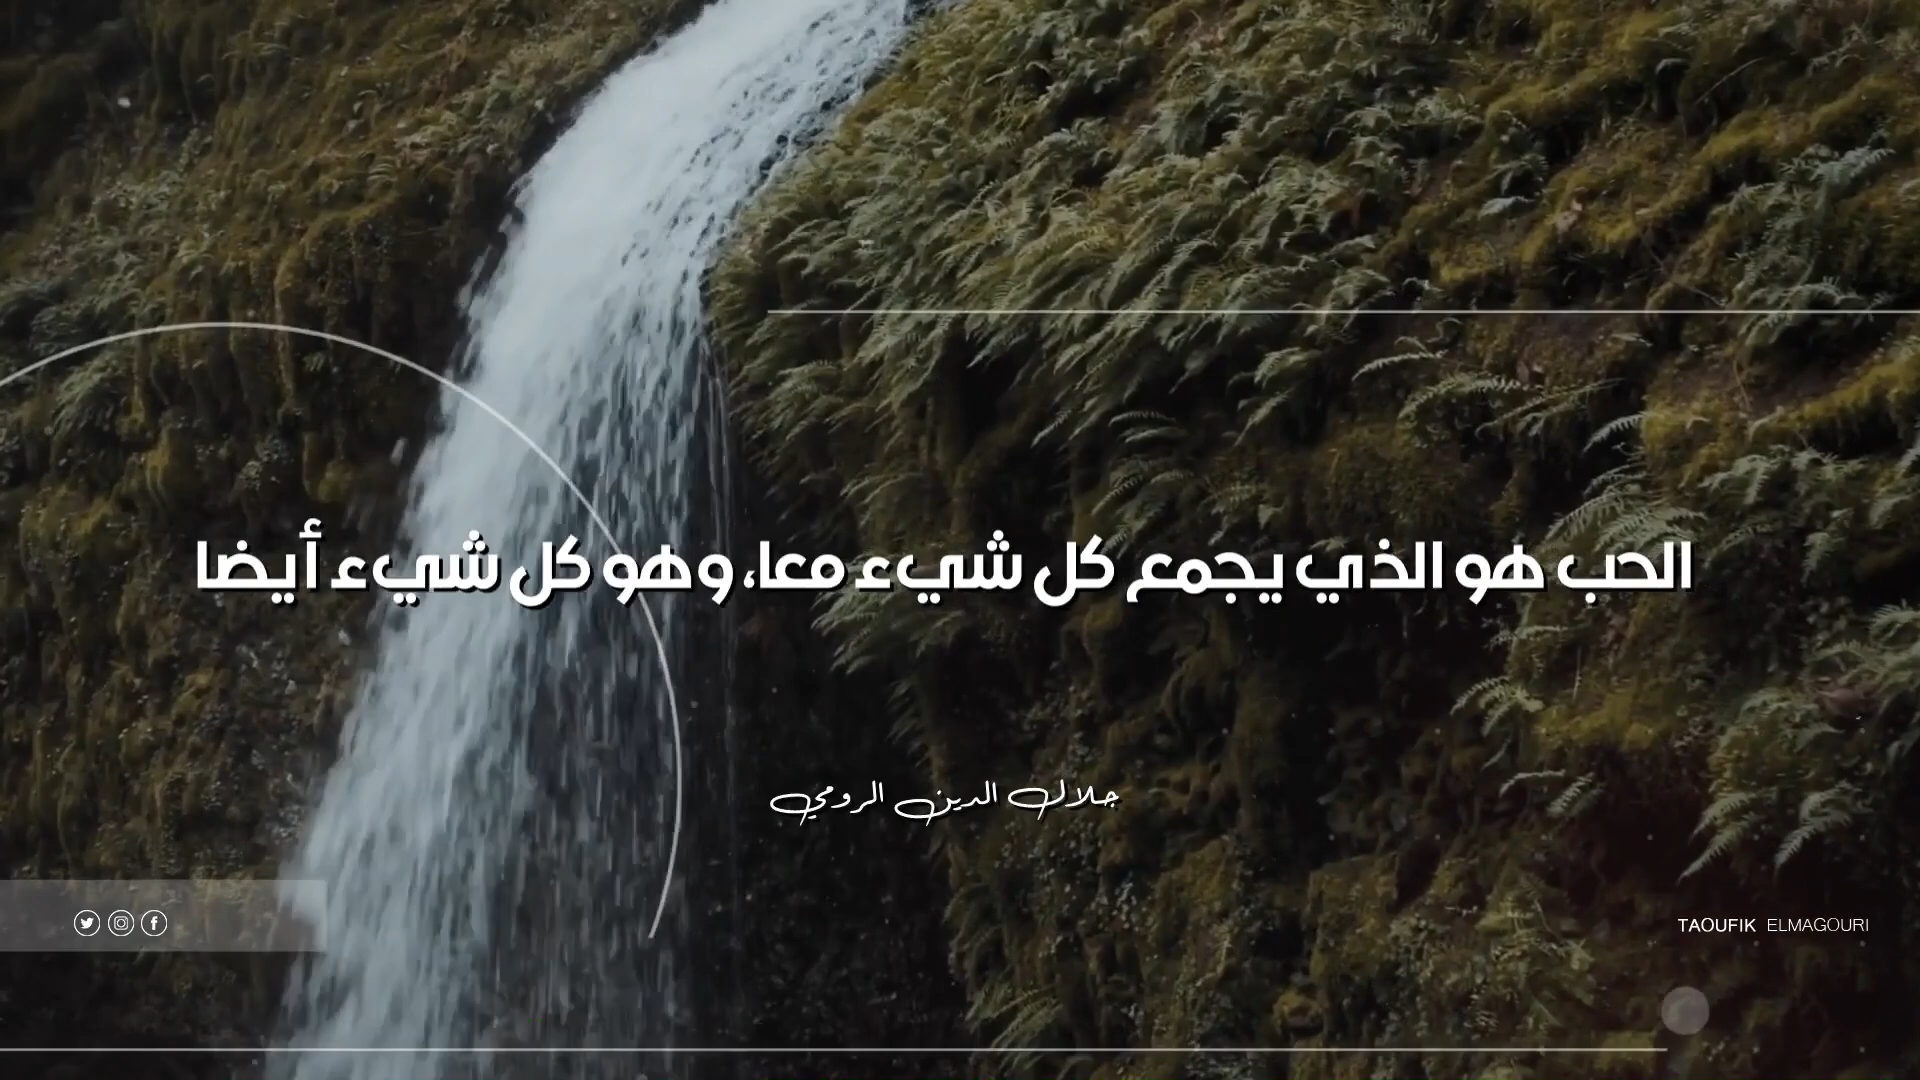 الحب هو الذي يجمع كل شيء معا، وهو كل شيء أيضا
جلال الدين الرومي
TAOUFIK ELMAGOURI